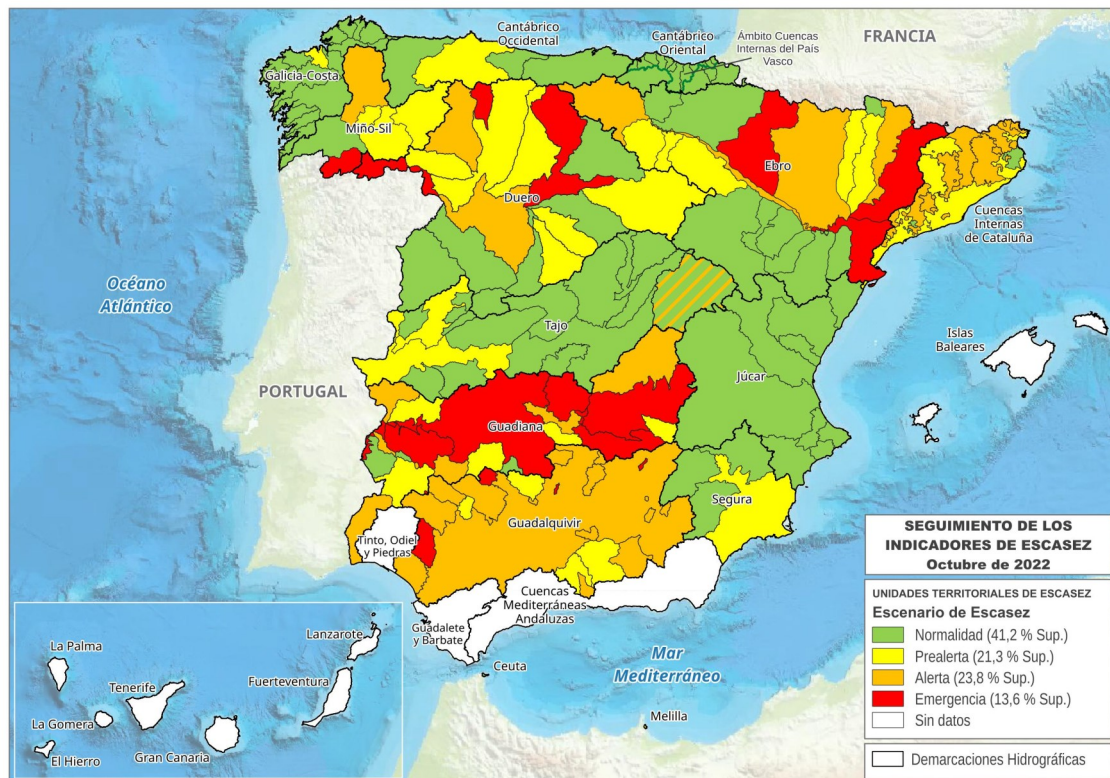 Cantábrico
Occidental
Cantábrico
Oriental
Ámbito Cuencas
Internas del País
Vasco
FRANCIA
Galicia-Costa
Miño-Sil
Ebro
Duero
Cuencas
Internas
de Cataluña
Océano
Atlántico
Tajo
Islas
Baleares
PORTUGAL
Júcar
Guadiana
Segura
Guadalquivir
Tinto, Odiel
y Piedras
Cuencas
Mediterráneas
Andaluzas
Guadalete
y Barbate
Ceuta
Mar
Mediterráneo
Melilla
Lanzarote
La Palma
Fuerteventura
Tenerife
La Gomera
El Hierro
Gran Canaria
SEGUIMIENTO DE LOS
INDICADORES DE ESCASEZ
Octubre de 2022
UNIDADES TERRITORIALES DE ESCASEZ
Escenario de Escasez
Normalidad (41,2 % Sup.)
Prealerta (21,3 % Sup.)
Alerta (23,8 % Sup.)
Emergencia (13,6 % Sup.)
Sin datos
Demarcaciones Hidrográficas